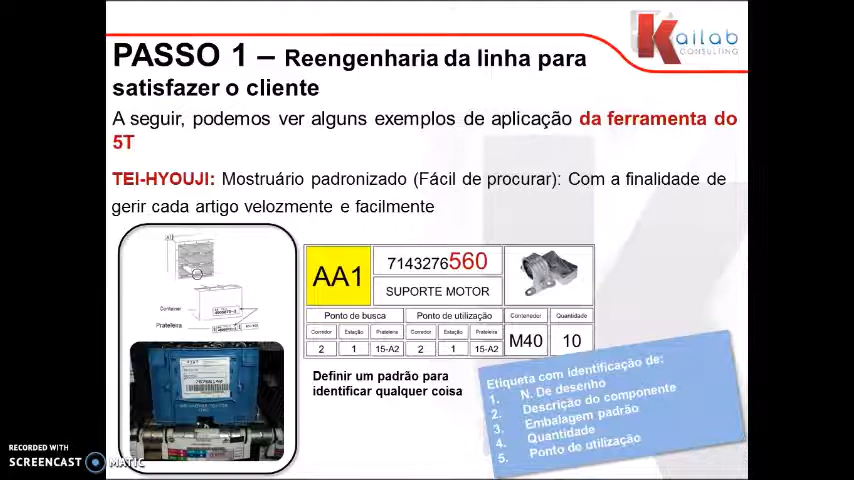 Kailab
CONSULTING
PASSO 1 – Reengenharia da linha para
satisfazer o cliente
A seguir, podemos ver alguns exemplos de aplicação da ferramenta do
5T
TEI-HYOUJI: Mostruário padronizado (Fácil de procurar): Com a finalidade de
gerir cada artigo velozmente e facilmente
Container
Prateleira
AA1
7143276560
SUPORTE MOTOR
Ponto de busca Ponto de utilização Contenedor Quantidade
Corredor Estação Prateleira Corredor Estação Prateleira
2 1 15-A2 2 1 15-A2 M40 10
Definir um padrão para
identificar qualquer coisa
Etiqueta com identificação de:
1. N. De desenho
2. Descrição do componente
3. Embalagem padrão
4. Quantidade
5. Ponto de utilização
RECORDED WITH
SCREENCAST MATIC